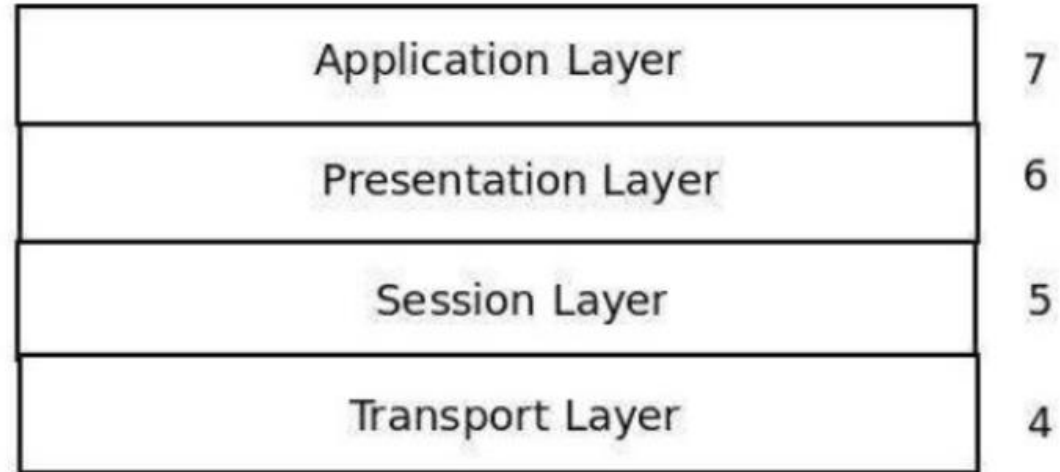 Application Layer 7
Presentation Layer 6
Session Layer 5
Transport Layer 4